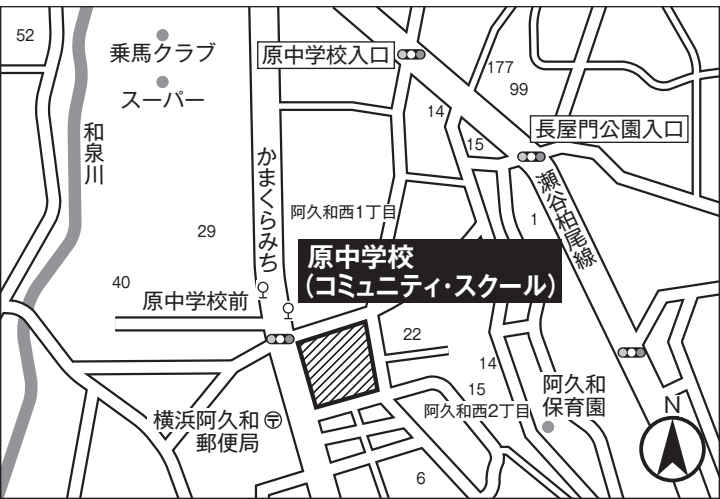 52
乗馬クラブ
スーパー
原中学校入口
177
99
14
15
長屋門公園入口
和泉川
かまくらみち
阿久和西1丁目
瀬谷柏尾線
1
29
原中学校
(コミュニティ・スクール)
40
原中学校前
22
14
15
阿久和西2丁目
阿久和
保育園
N
横浜阿久和〒
郵便局
6